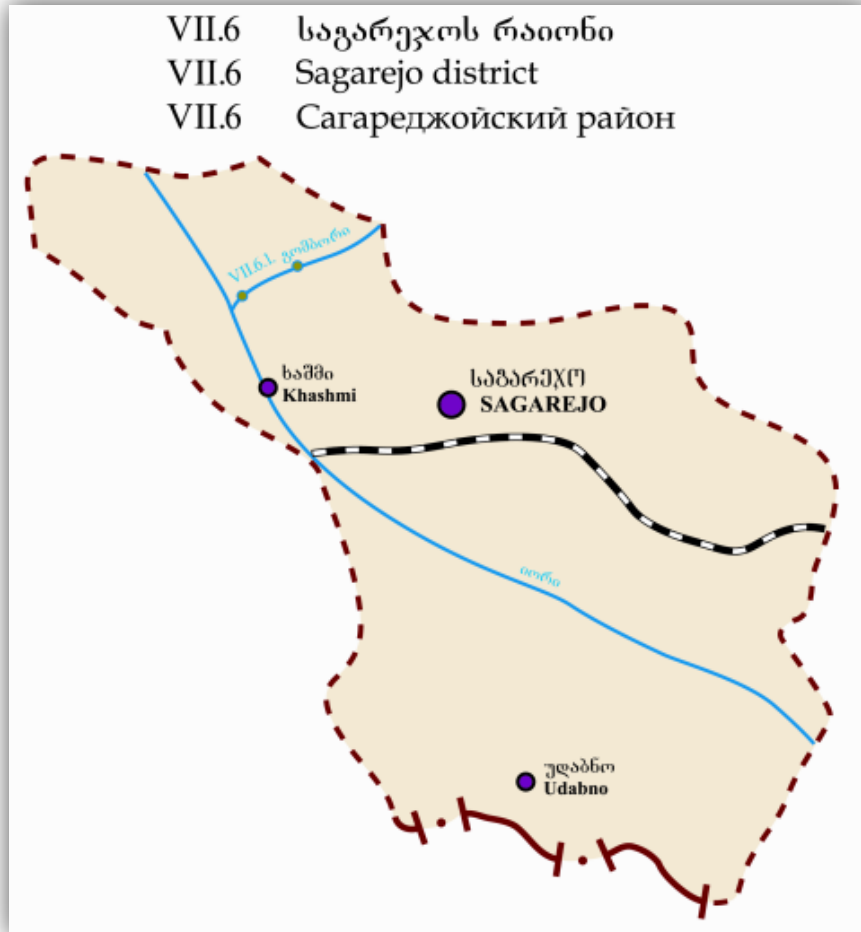 VII.6 საგარეჯოს რაიონი
VII.6 Sagarejo district
VII.6 Сагареджойский район
VII.6.1. გომბორი
ხაშმი
Khashmi
საგარეჯო
SAGAREJO
იორი
უდაბნო
Udabno